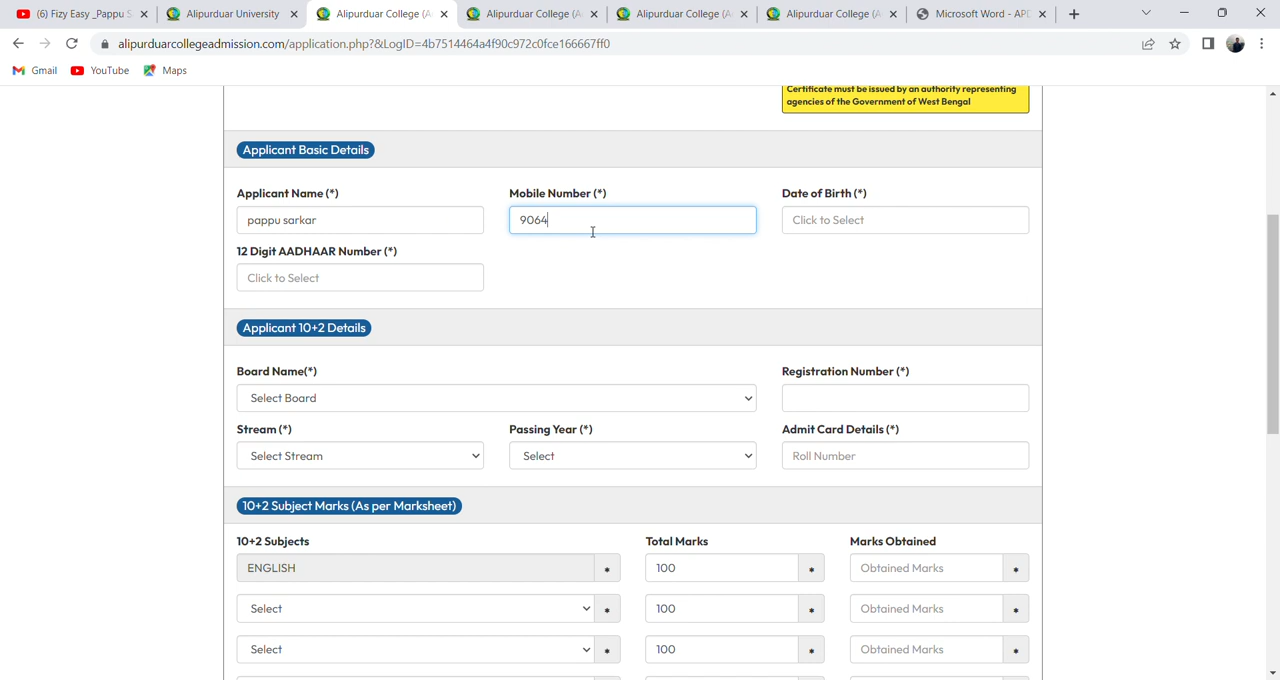 (6) Fizy Easy _Pappu S
Alipurduar University
Alipurduar College (A
Alipurduar College (A
Alipurduar College (A
Alipurduar College (A
Microsoft Word - APD
alipurduarcollegeadmission.com/application.php?&LogID=4b7514464a4f90c972c0fce166667ff0
Gmail
YouTube
Maps
Certificate must be issued by an authority representing
agencies of the Government of West Bengal
Applicant Basic Details
Applicant Name (*)
Mobile Number (*)
Date of Birth (*)
pappu sarkar
9064
Click to Select
12 Digit AADHAAR Number (*)
Click to Select
Applicant 10+2 Details
Board Name(*)
Registration Number (*)
Select Board
Stream (*)
Passing Year (*)
Admit Card Details (*)
Select Stream
Select
Roll Number
10+2 Subject Marks (As per Marksheet)
10+2 Subjects
Total Marks
Marks Obtained
ENGLISH * 100 * Obtained Marks *
Select * 100 * Obtained Marks *
Select * 100 * Obtained Marks *